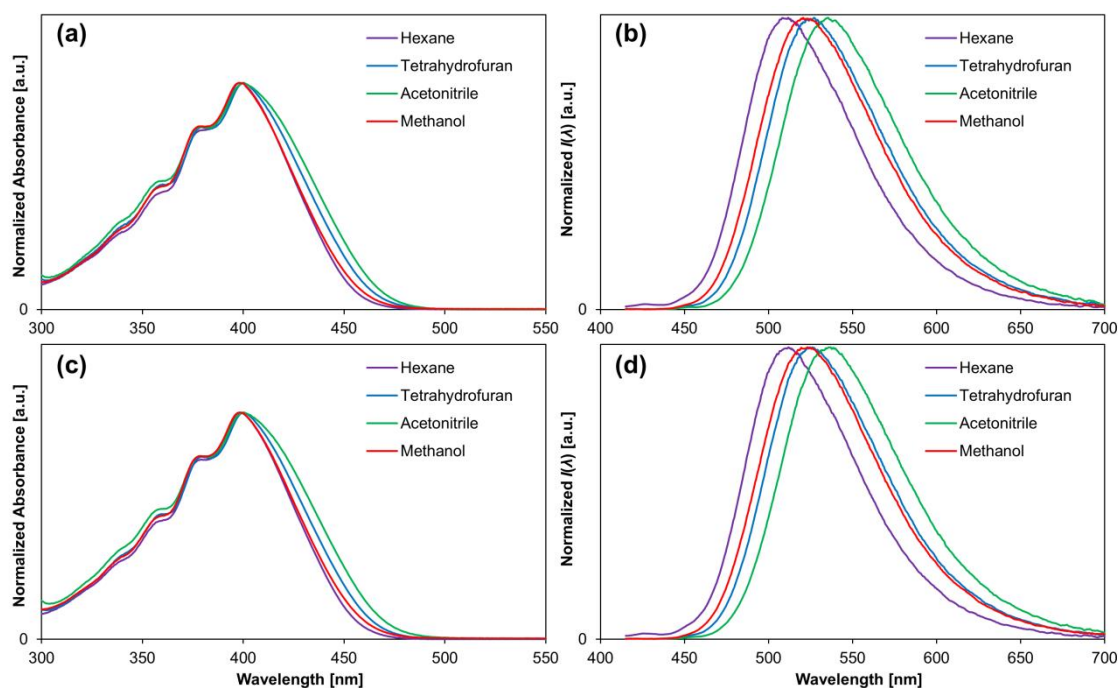 (a)
Hexane
Tetrahydrofuran
Acetonitrile
Methanol
Normalized Absorbance [a.u.]
0
300 350 400 450 500 550
(b)
Hexane
Tetrahydrofuran
Acetonitrile
Methanol
Normalized I(λ) [a.u.]
0
400 450 500 550 600 650 700
(c)
Hexane
Tetrahydrofuran
Acetonitrile
Methanol
Normalized Absorbance [a.u.]
0
300 350 400 450 500 550
Wavelength [nm]
(d)
Hexane
Tetrahydrofuran
Acetonitrile
Methanol
Normalized I(λ) [a.u.]
0
400 450 500 550 600 650 700
Wavelength [nm]